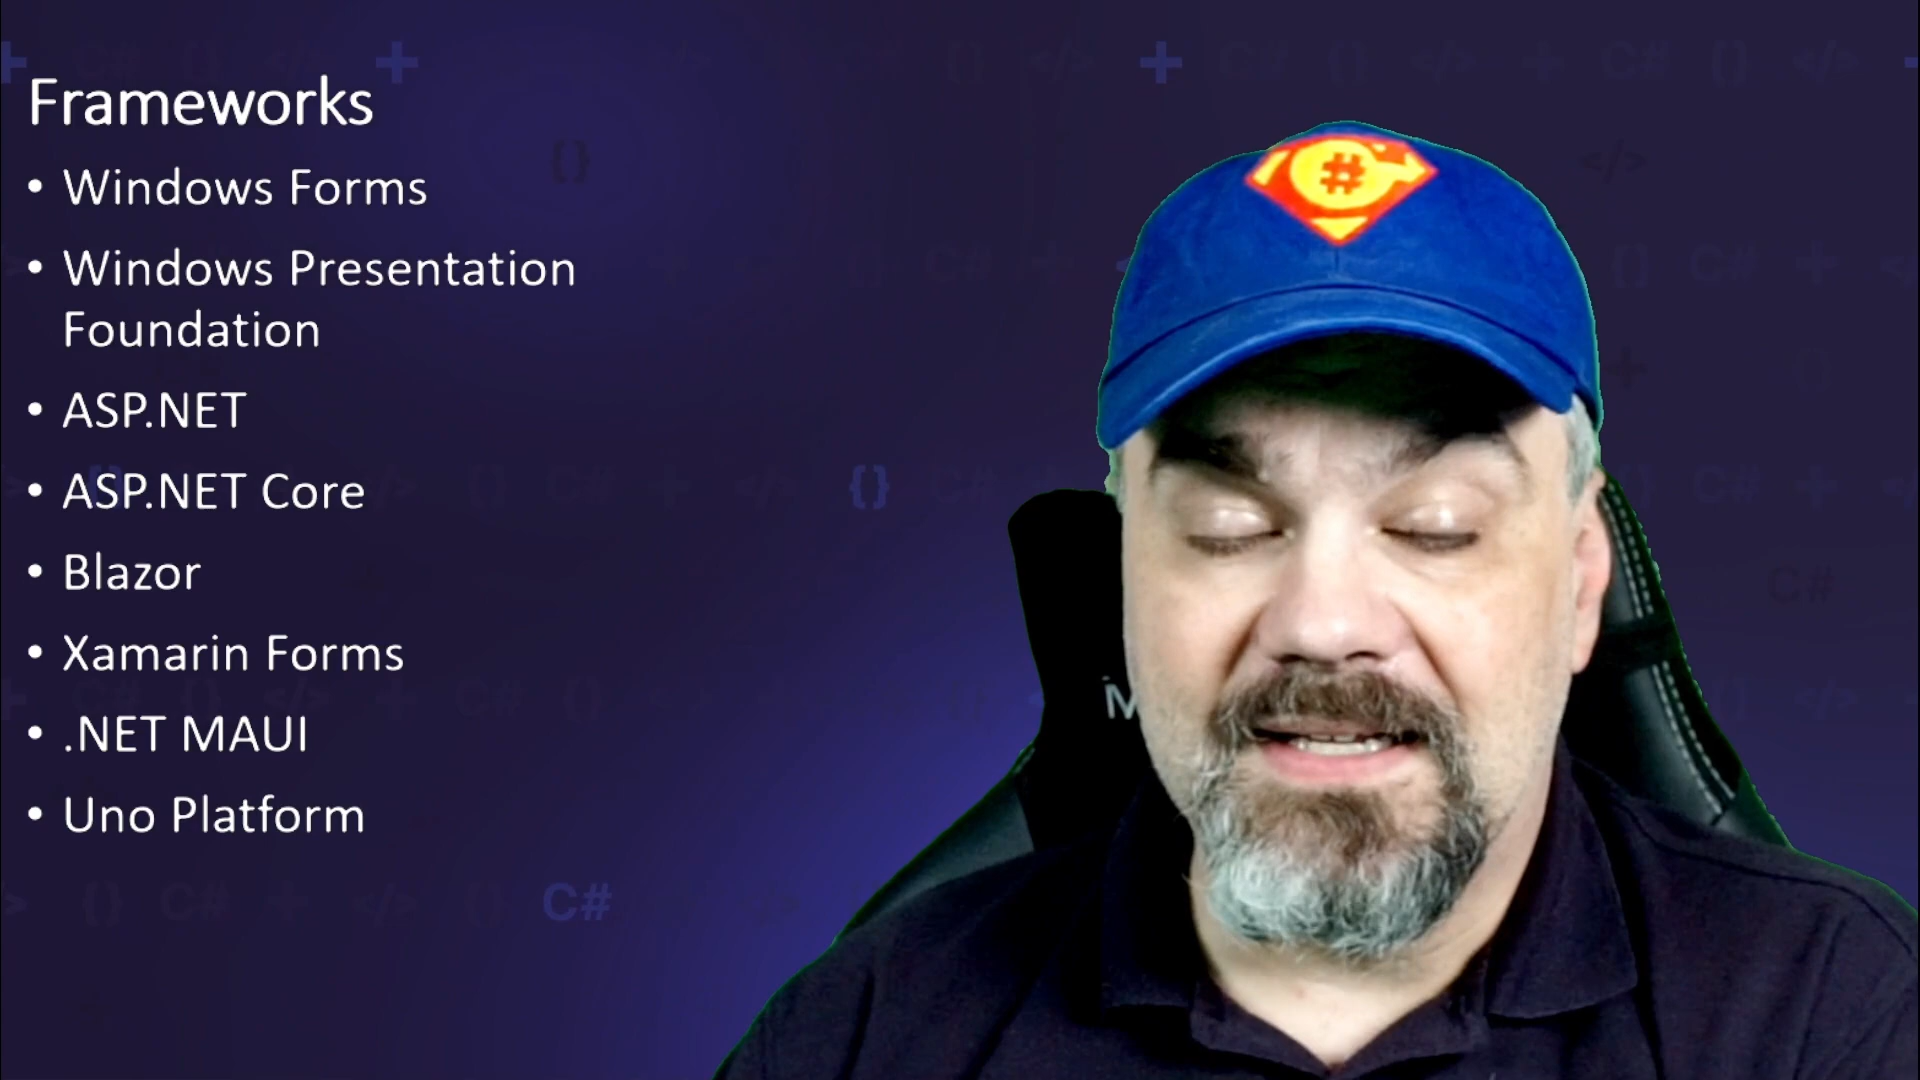 Frameworks
• Windows Forms
• Windows Presentation
Foundation
• ASP.NET
• ASP.NET Core
• Blazor
• Xamarin Forms
• .NET MAUI
• Uno Platform
{}
C#
#
M